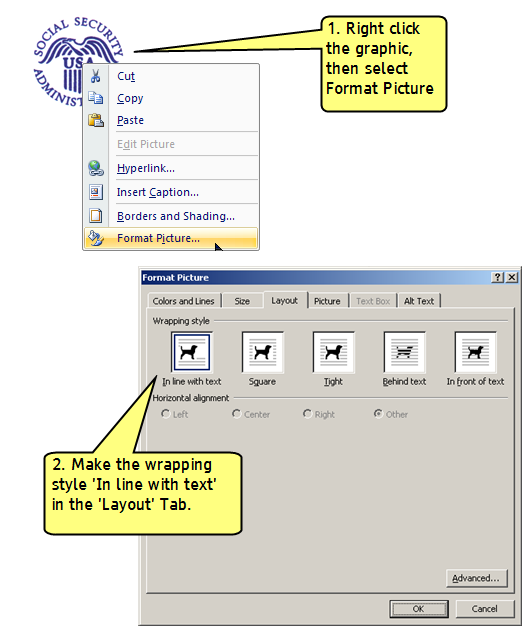 SOCIAL SECURITY
USA
ADMINIST
1. Right click
the graphic,
then select
Format Picture
Cut
Copy
Paste
Edit Picture
Hyperlink...
Insert Caption...
Borders and Shading...
Format Picture...
Format Picture
Colors and Lines Size Layout Picture Text Box Alt Text
Wrapping style
In line with text Square Tight Behind text In front of text
Horizontal alignment
Left Center Right Other
2. Make the wrapping
style 'In line with text'
in the 'Layout' Tab.
Advanced...
OK Cancel